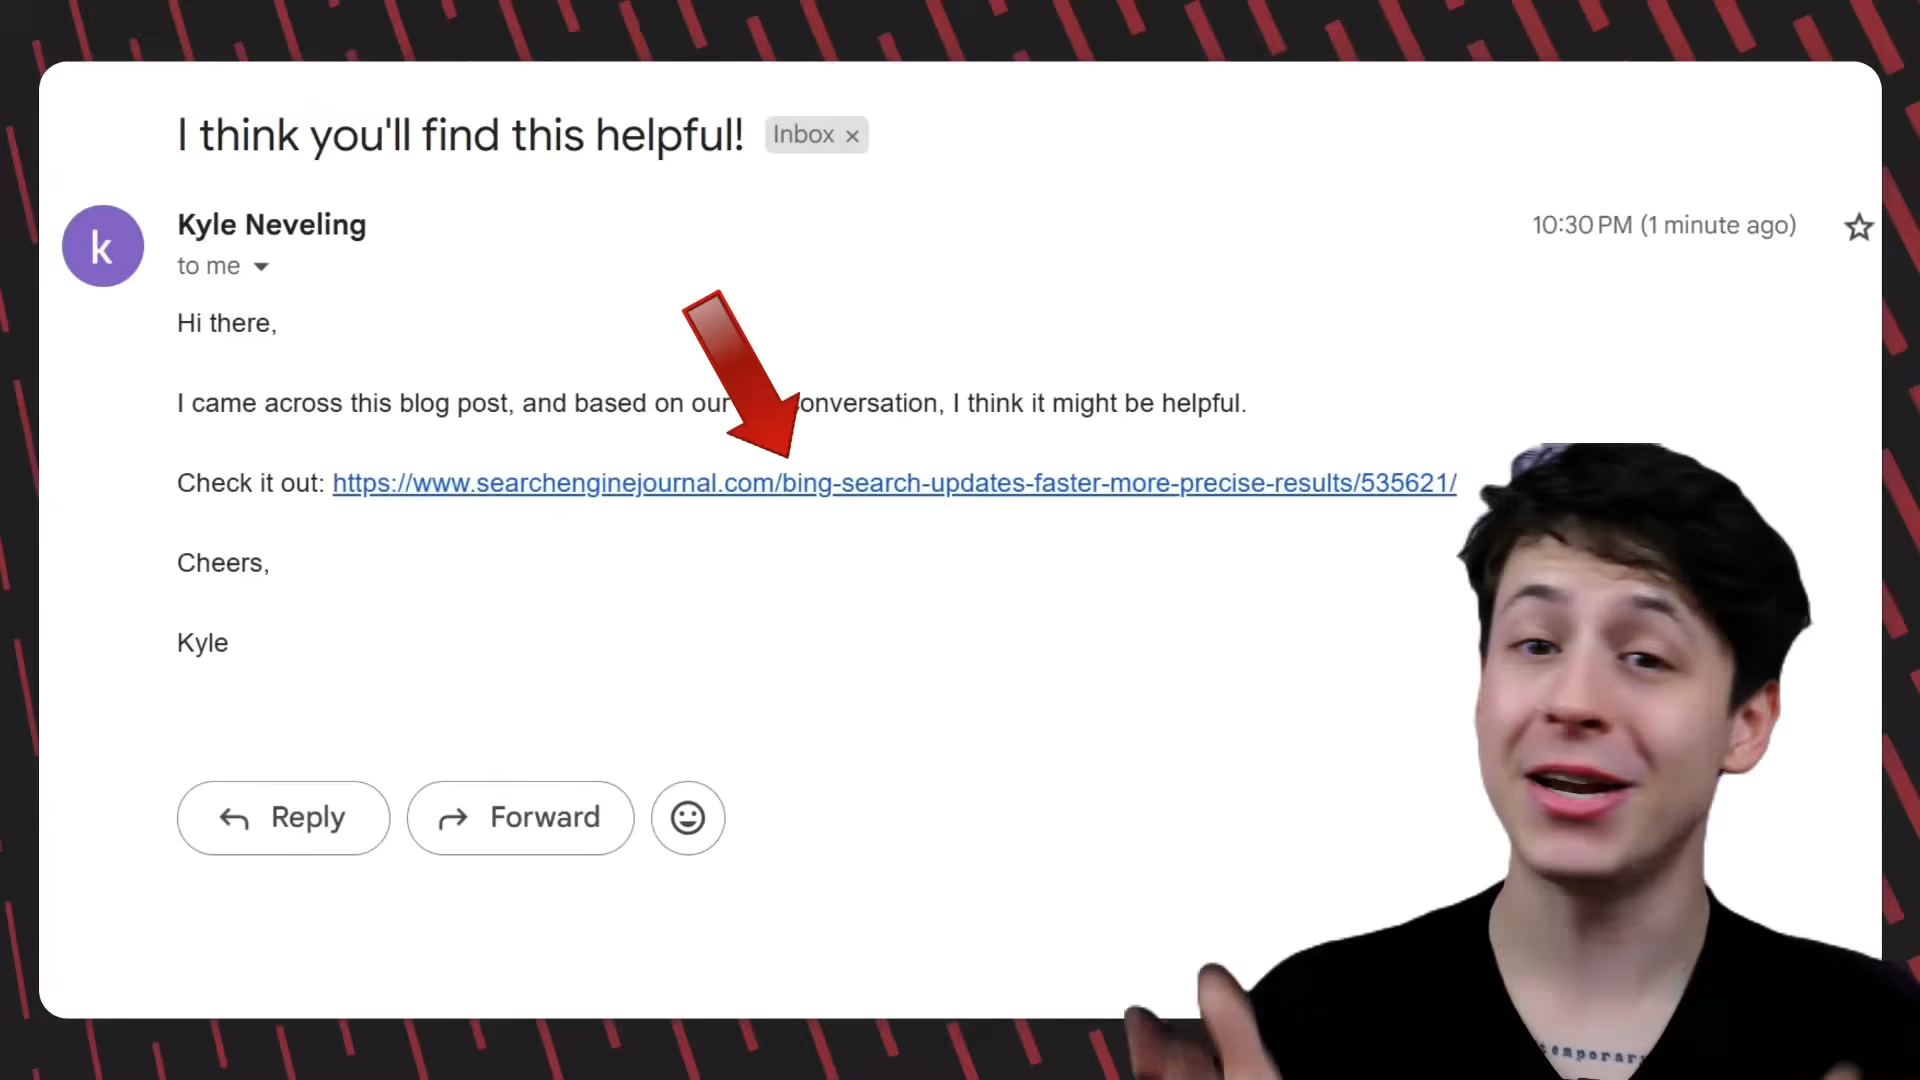 I think you'll find this helpful! Inbox ×
Kyle Neveling
10:30 PM (1 minute ago)
k
to me
Hi there,
I came across this blog post, and based on our onversation, I think it might be helpful.
Check it out: https://www.searchenginejournal.com/bing-search-updates-faster-more-precise-results/535621/
Cheers,
Kyle
Reply
Forward